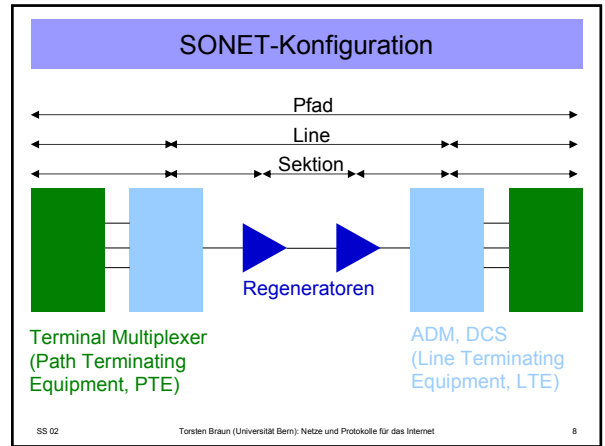 SONET-Konfiguration
Pfad
Line
Sektion
Regeneratoren
Terminal Multiplexer
(Path Terminating
Equipment, PTE)
ADM, DCS
(Line Terminating
Equipment, LTE)
SS 02
Torsten Braun (Universität Bern): Netze und Protokolle für das Internet
8